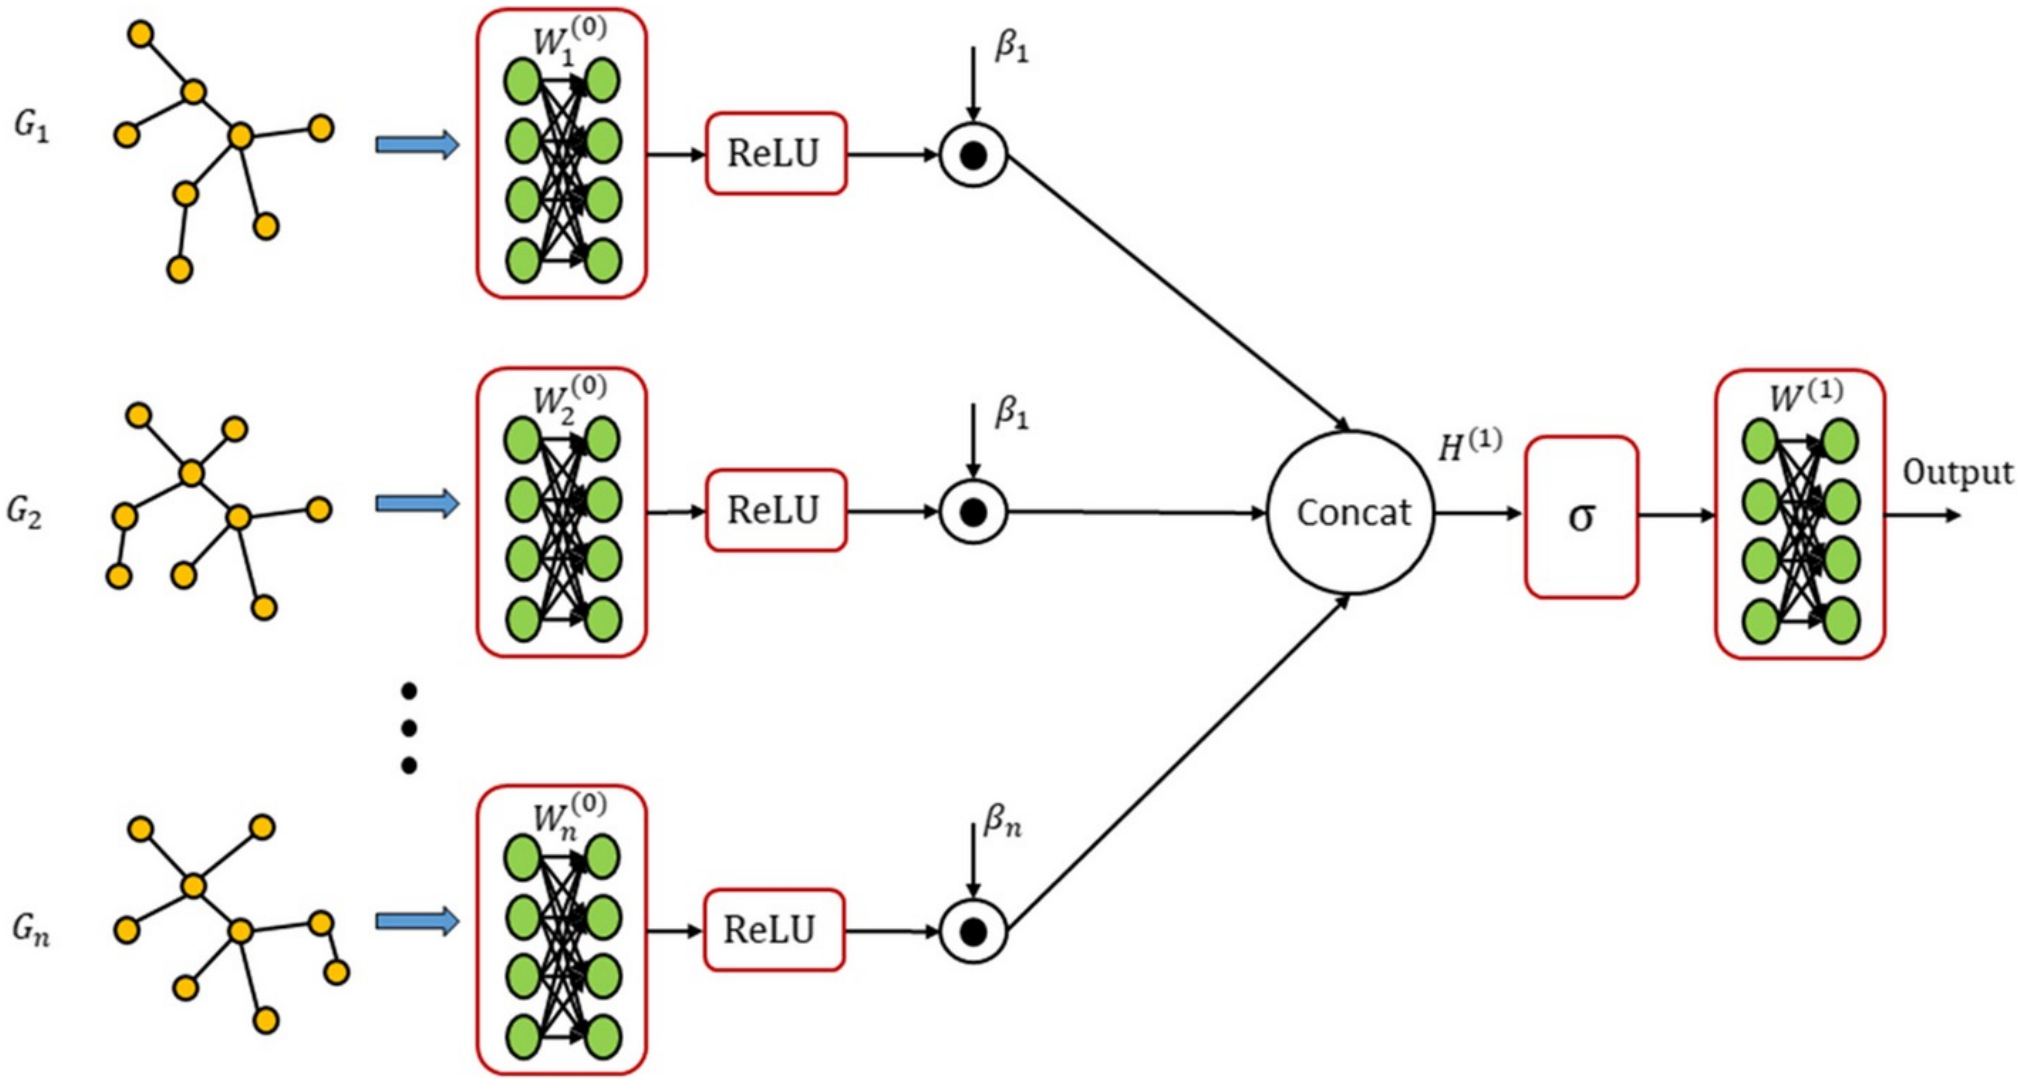 G₁
W₁⁽⁰⁾
ReLU
β₁
G₂
W₂⁽⁰⁾
ReLU
β₁
Concat
H⁽¹⁾
σ
W⁽¹⁾
Output
Gₙ
Wₙ⁽⁰⁾
ReLU
βₙ